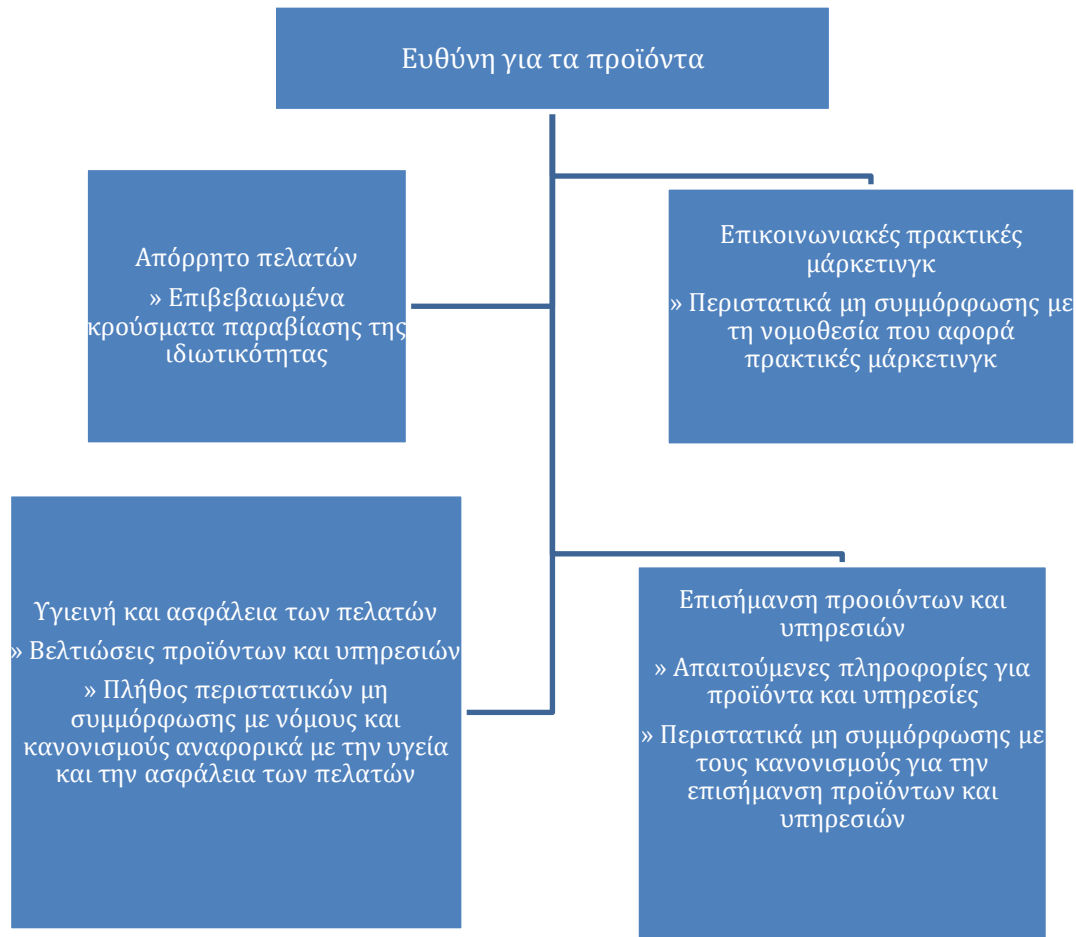 Ευθύνη για τα προϊόντα
Απόρρητο πελατών
» Επιβεβαιωμένα
κρούσματα παραβίασης της
ιδιωτικότητας
Επικοινωνιακές πρακτικές
μάρκετινγκ
» Περιστατικά μη συμμόρφωσης με
τη νομοθεσία που αφορά
πρακτικές μάρκετινγκ
Υγιεινή και ασφάλεια των πελατών
» Βελτιώσεις προϊόντων και υπηρεσιών
» Πλήθος περιστατικών μη
συμμόρφωσης με νόμους και
κανονισμούς αναφορικά με την υγεία
και την ασφάλεια των πελατών
Επισήμανση προοιόντων και
υπηρεσιών
» Απαιτούμενες πληροφορίες για
προϊόντα και υπηρεσίες
» Περιστατικά μη συμμόρφωσης με
τους κανονισμούς για την
επισήμανση προϊόντων και
υπηρεσιών